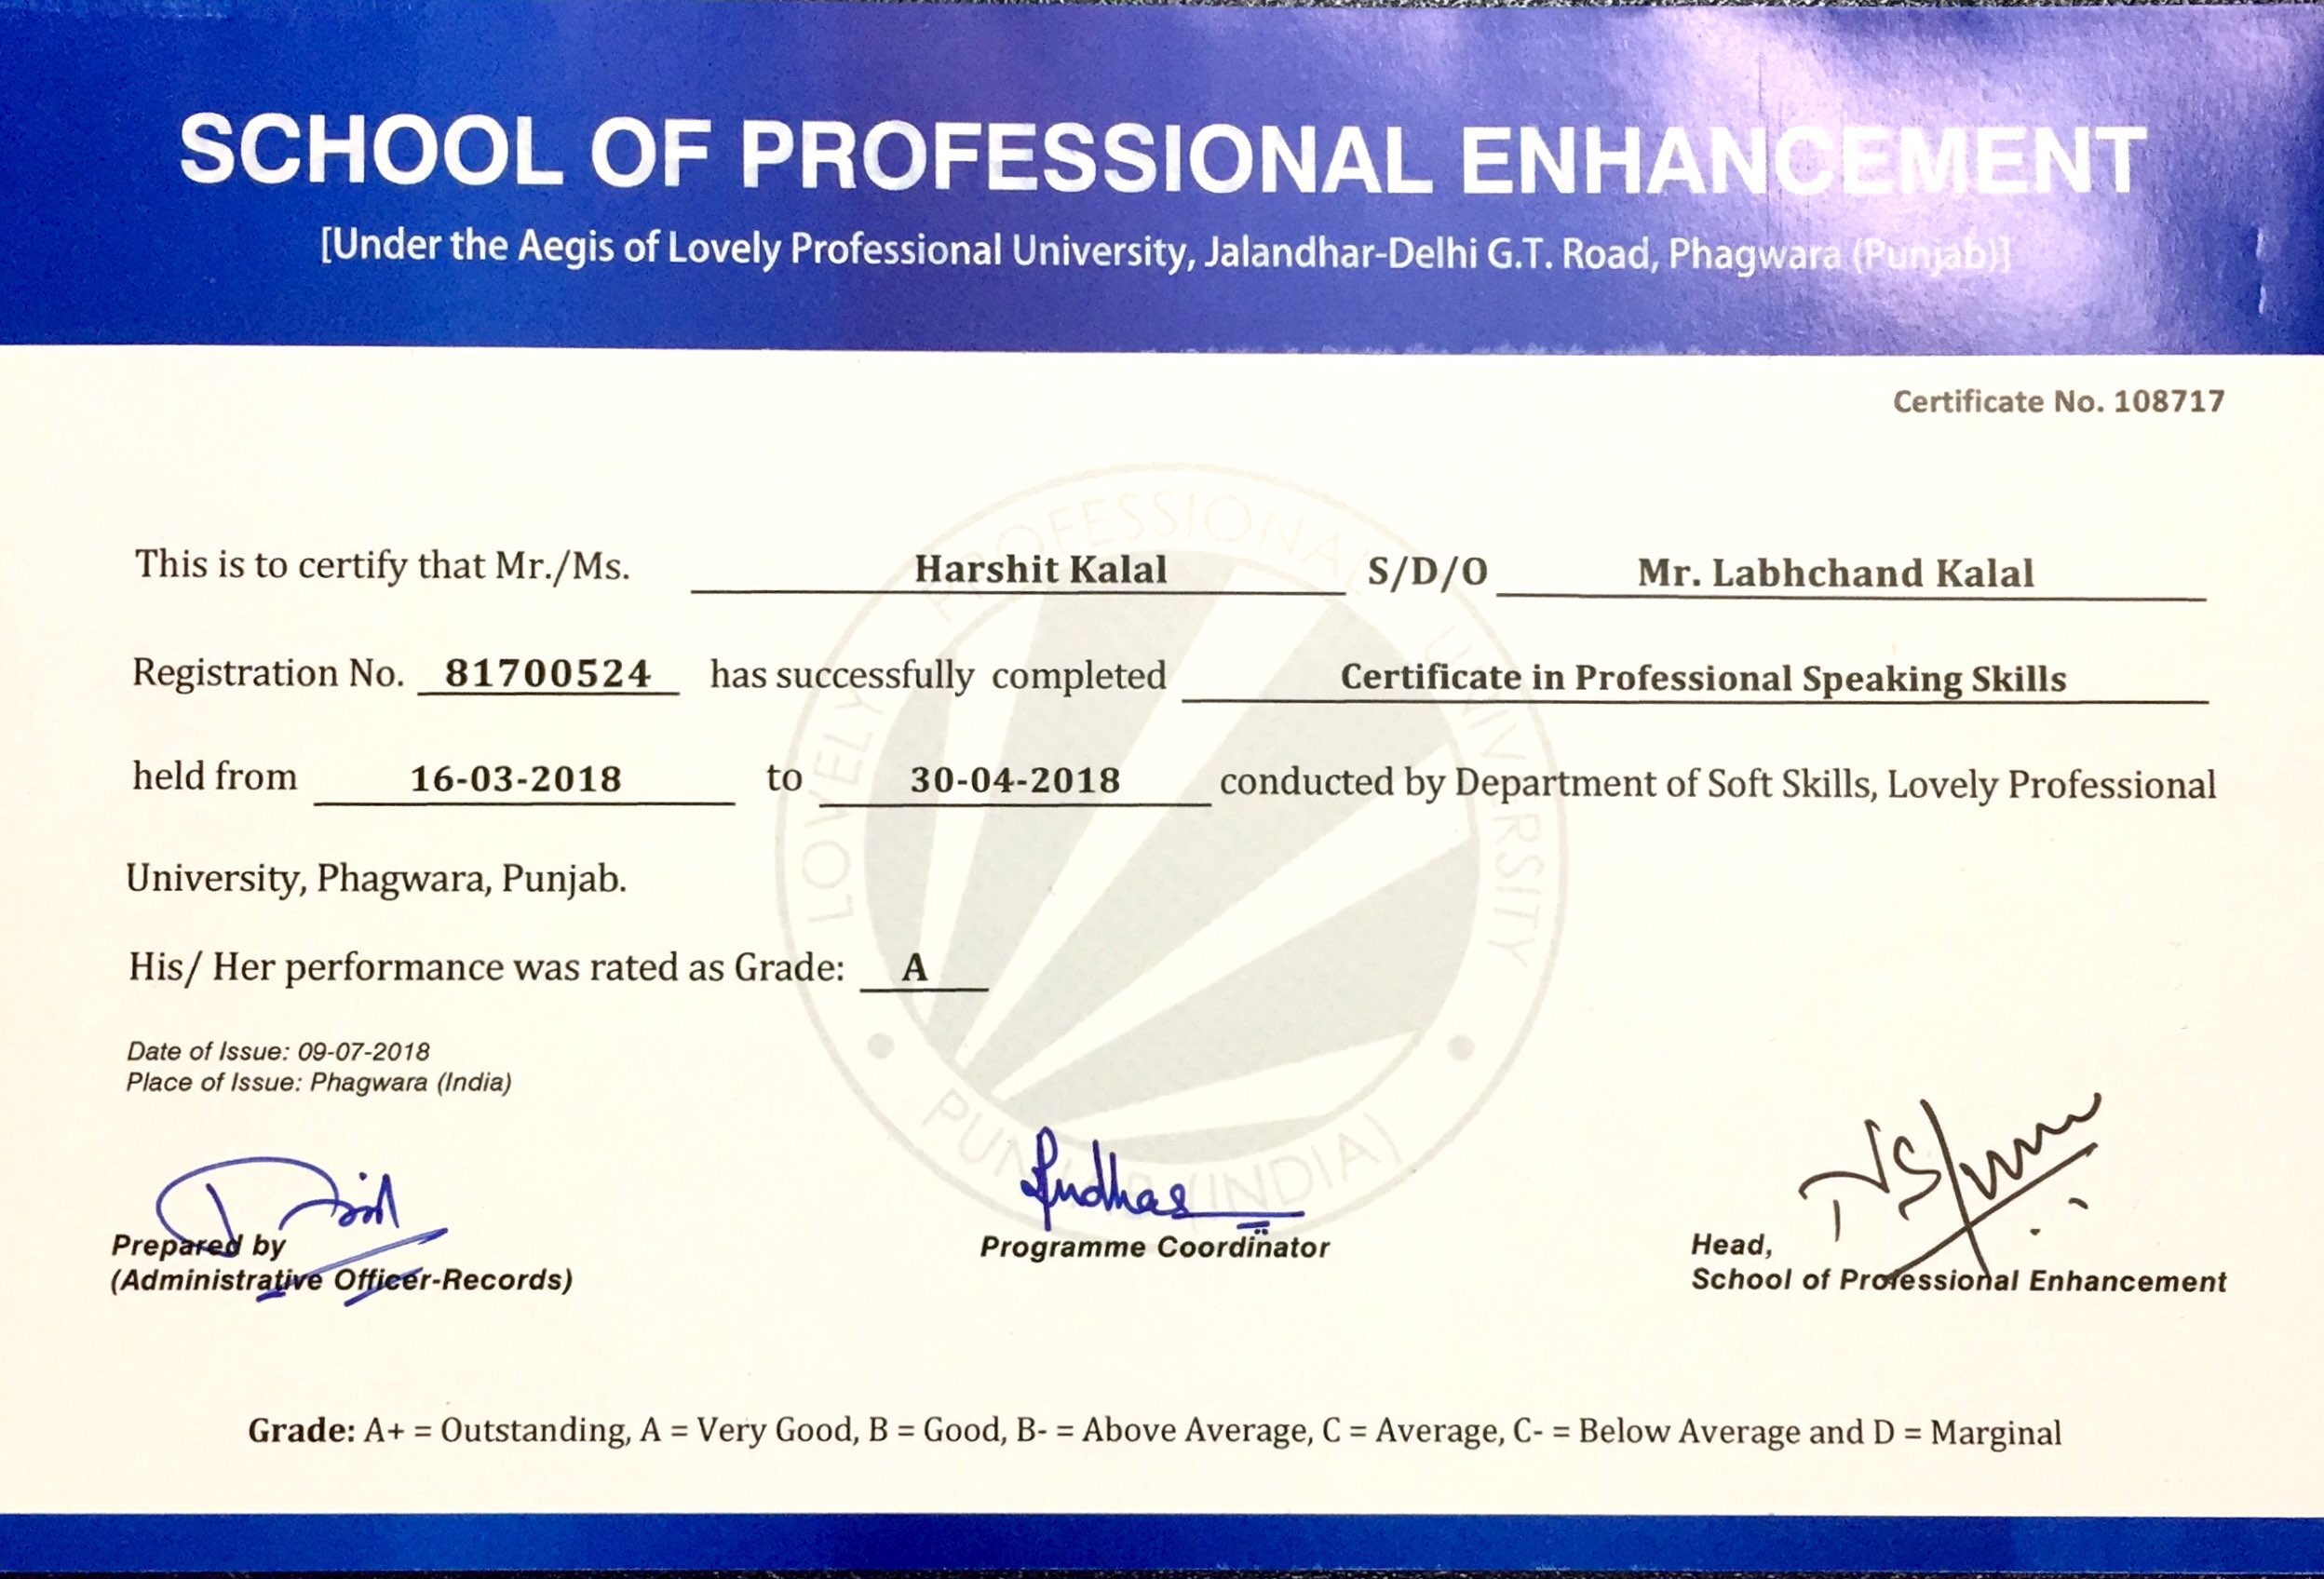 SCHOOL OF PROFESSIONAL ENHANCEMENT
[Under the Aegis of Lovely Professional University, Jalandhar-Delhi G.T. Road, Phagwara (Punjab)]
Certificate No. 108717
This is to certify that Mr./Ms. Harshit Kalal S/D/O Mr. Labhchand Kalal
Registration No. 81700524 has successfully completed Certificate in Professional Speaking Skills
held from 16-03-2018 to 30-04-2018 conducted by Department of Soft Skills, Lovely Professional
University, Phagwara, Punjab.
His/ Her performance was rated as Grade: A
Date of Issue: 09-07-2018
Place of Issue: Phagwara (India)
LOVELY PROFESSIONAL UNIVERSITY
PUNJAB (INDIA)
Prepared by
(Administrative Officer-Records)
Programme Coordinator
Head,
School of Professional Enhancement
Grade: A+ = Outstanding, A = Very Good, B = Good, B- = Above Average, C = Average, C- = Below Average and D = Marginal